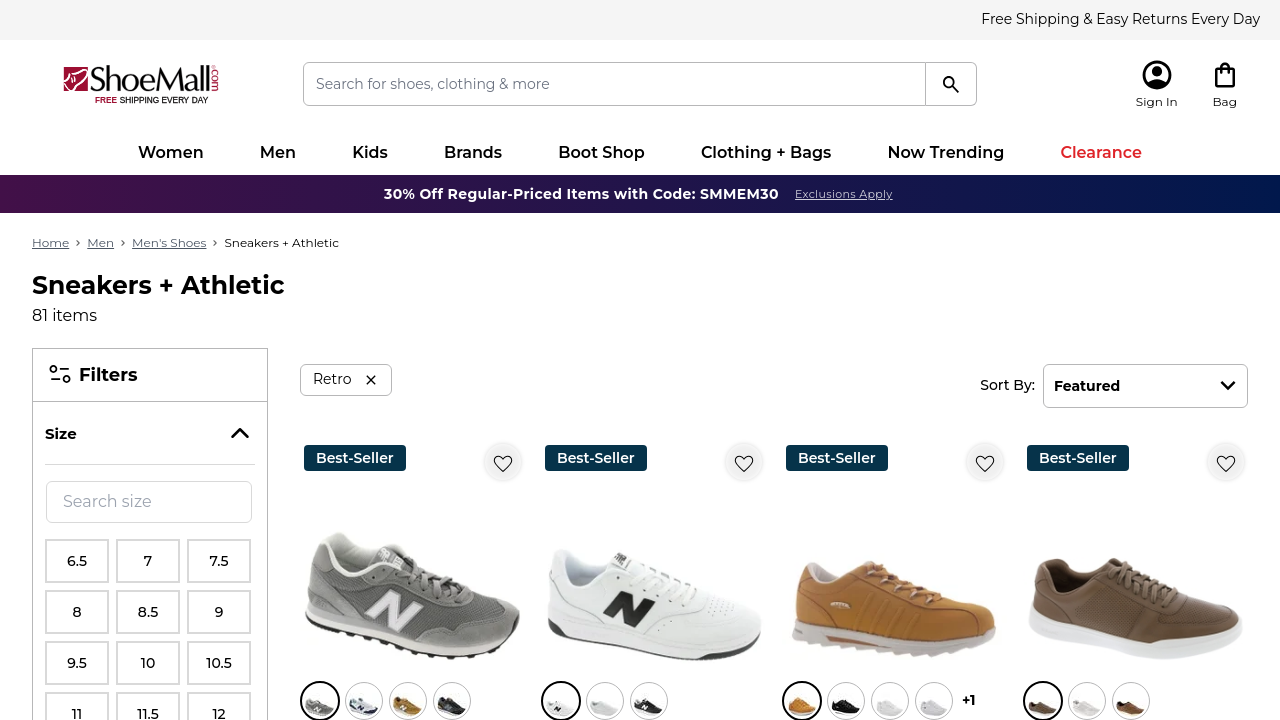 Free Shipping & Easy Returns Every Day
ShoeMall.com
FREE SHIPPING EVERY DAY
Search for shoes, clothing & more
Sign In
Bag
Women Men Kids Brands Boot Shop Clothing + Bags Now Trending Clearance
30% Off Regular-Priced Items with Code: SMMEM30 Exclusions Apply
Home > Men > Men's Shoes > Sneakers + Athletic
Sneakers + Athletic
81 items
Filters
Size
Search size
6.5 7 7.5
8 8.5 9
9.5 10 10.5
11 11.5 12
Retro ×
Sort By: Featured
Best-Seller Best-Seller Best-Seller Best-Seller
+1